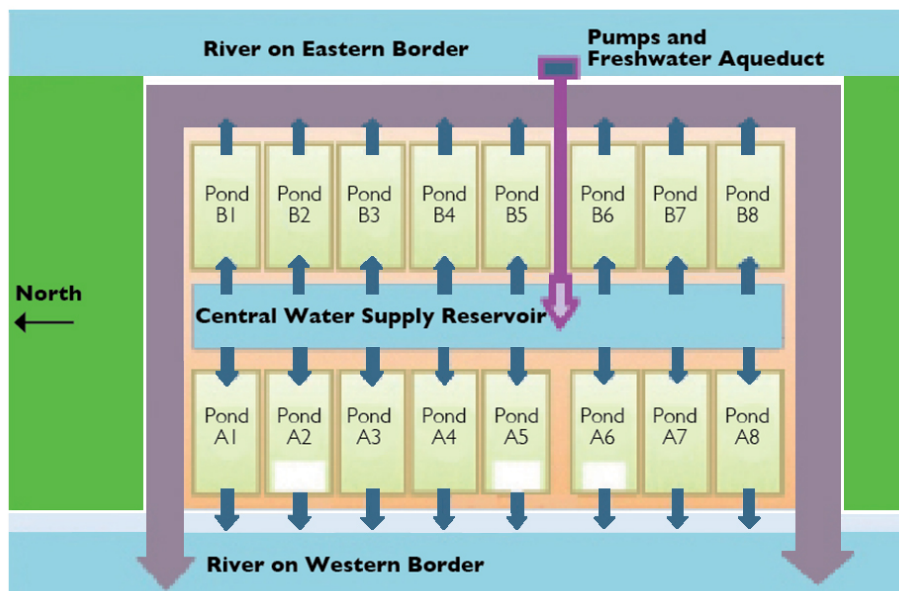 River on Eastern Border
Pumps and
Freshwater Aqueduct
Pond
B1
Pond
B2
Pond
B3
Pond
B4
Pond
B5
Pond
B6
Pond
B7
Pond
B8
North
Central Water Supply Reservoir
Pond
A1
Pond
A2
Pond
A3
Pond
A4
Pond
A5
Pond
A6
Pond
A7
Pond
A8
River on Western Border